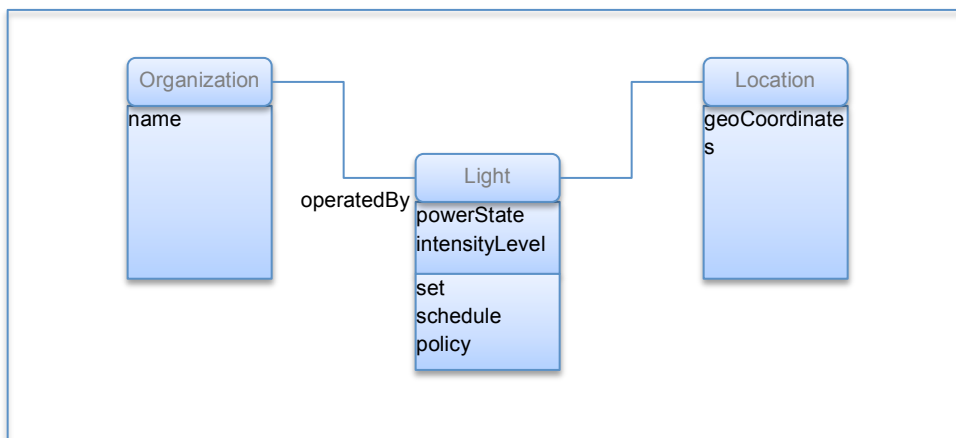 Organization
name
operatedBy
Light
powerState
intensityLevel
set
schedule
policy
Location
geoCoordinate
s